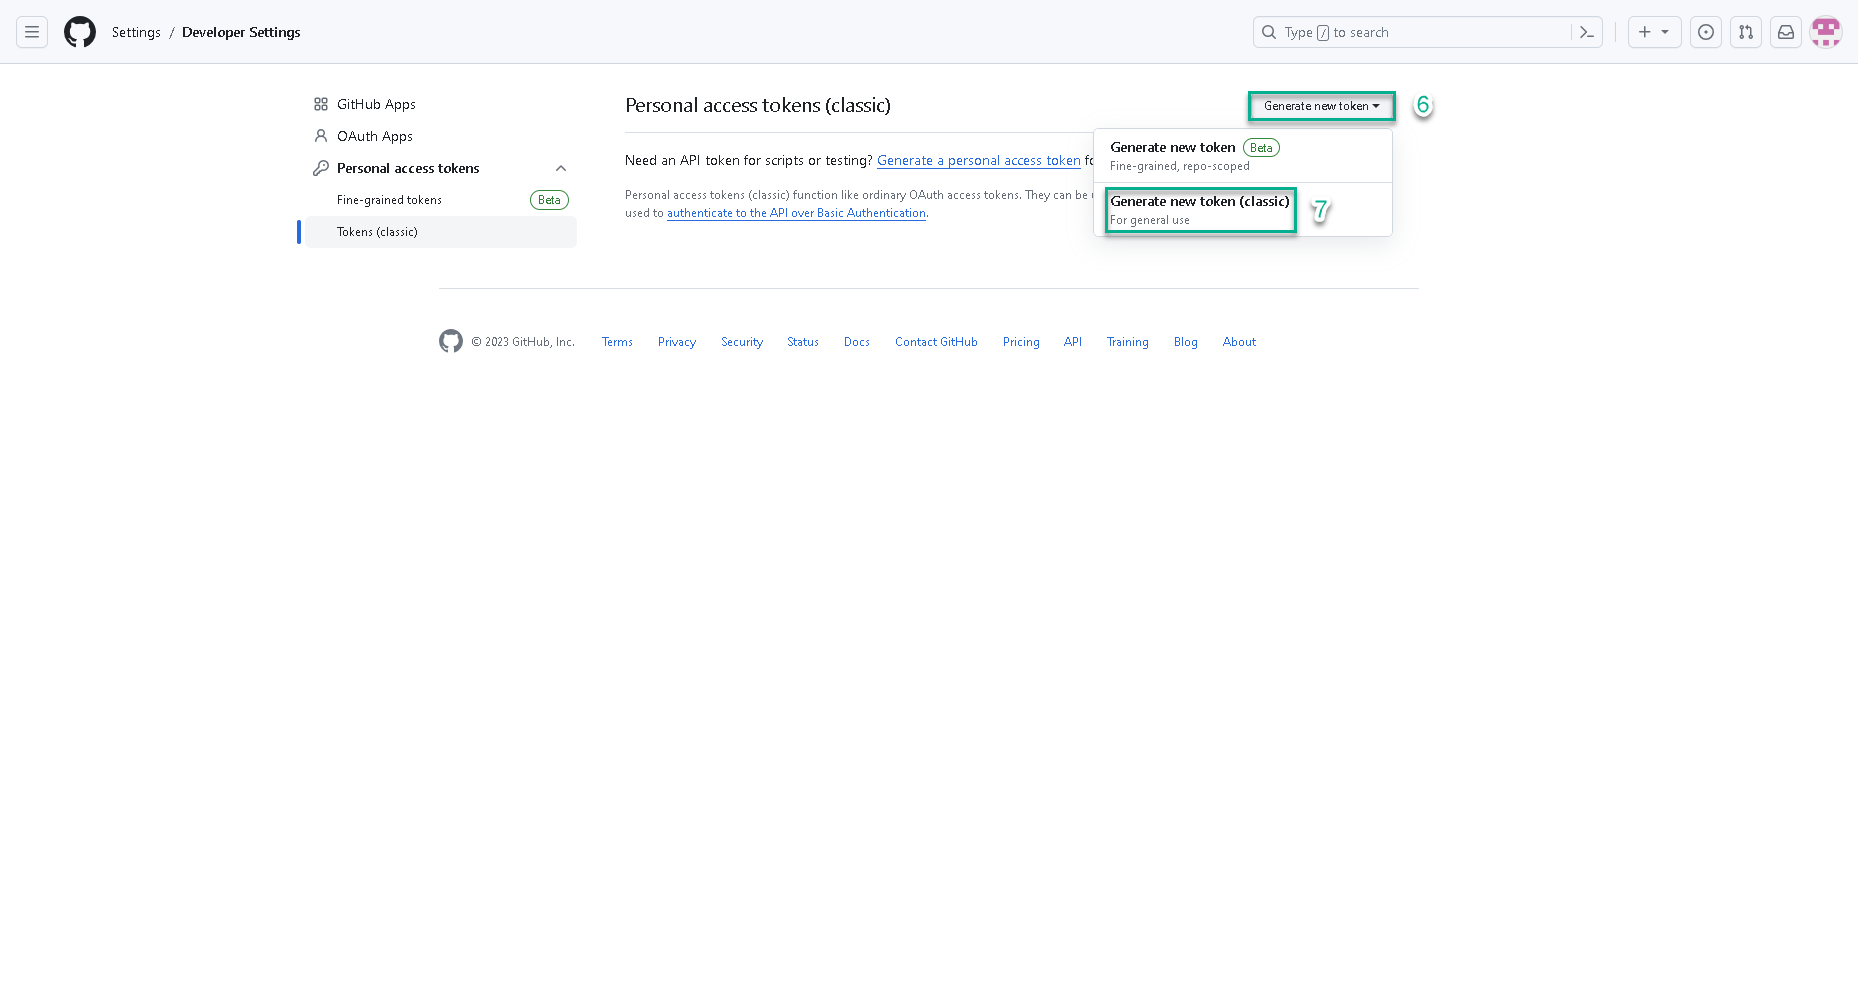 Settings / Developer Settings
Type / to search
GitHub Apps
OAuth Apps
Personal access tokens
Fine-grained tokens Beta
Tokens (classic)
Personal access tokens (classic)
Generate new token 6
Need an API token for scripts or testing? Generate a personal access token
Personal access tokens (classic) function like ordinary OAuth access tokens. They can be
used to authenticate to the API over Basic Authentication.
Generate new token Beta
Fine-grained, repo-scoped
Generate new token (classic) 7
For general use
© 2023 GitHub, Inc. Terms Privacy Security Status Docs Contact GitHub Pricing API Training Blog About